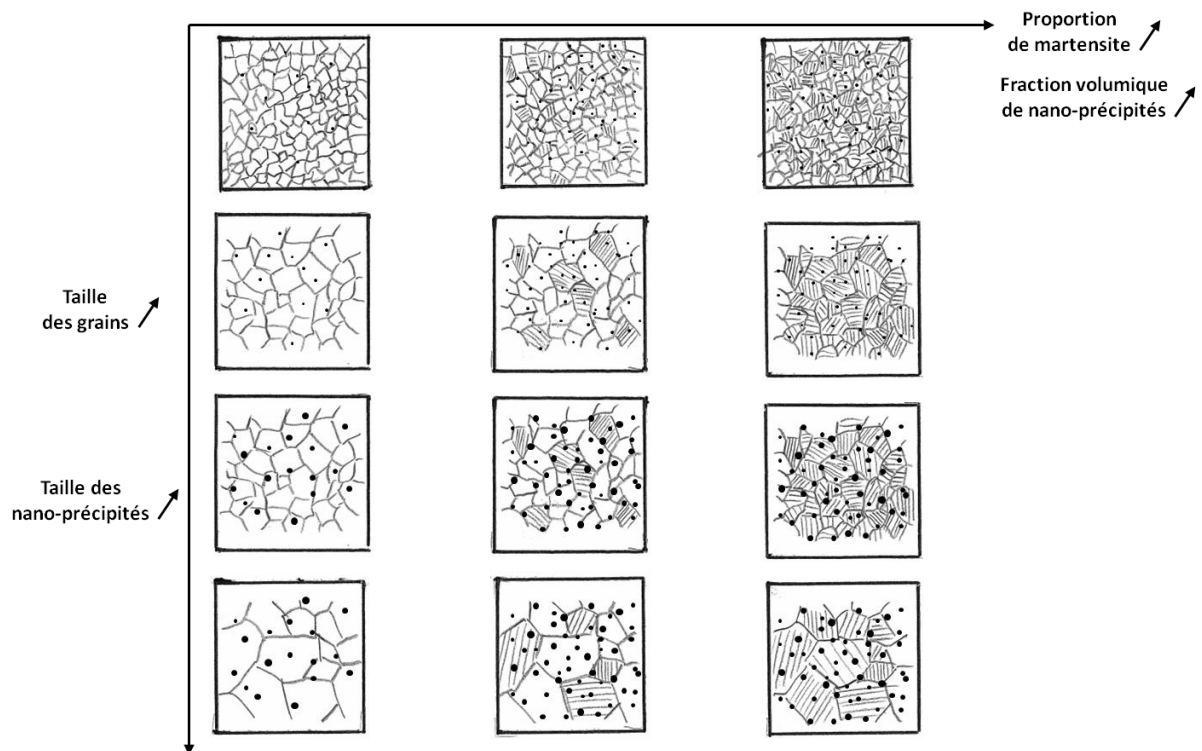 Proportion
de martensite
Fraction volumique
de nano-précipités
Taille
des grains
Taille des
nano-précipités